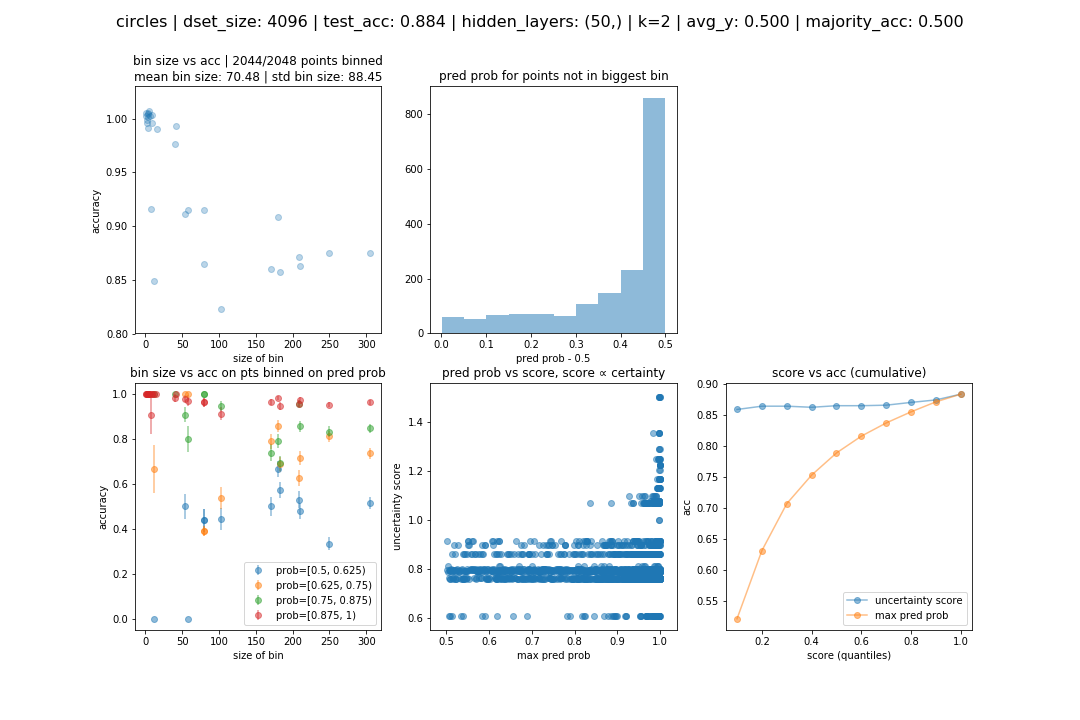 circles | dset_size: 4096 | test_acc: 0.884 | hidden_layers: (50,) | k=2 | avg_y: 0.500 | majority_acc: 0.500
bin size vs acc | 2044/2048 points binned
mean bin size: 70.48 | std bin size: 88.45
1.00
0.95
0.90
0.85
0.80
accuracy
0
50
100
150
200
250
300
size of bin
pred prob for points not in biggest bin
800
600
400
200
0
0.0
0.1
0.2
0.3
0.4
0.5
pred prob - 0.5
bin size vs acc on pts binned on pred prob
1.0
0.8
0.6
0.4
0.2
0.0
accuracy
prob=[0.5, 0.625)
prob=[0.625, 0.75)
prob=[0.75, 0.875)
prob=[0.875, 1)
0
50
100
150
200
250
300
size of bin
pred prob vs score, score ∝ certainty
1.4
1.2
1.0
0.8
0.6
uncertainty score
0.5
0.6
0.7
0.8
0.9
1.0
max pred prob
score vs acc (cumulative)
0.90
0.85
0.80
0.75
0.70
0.65
0.60
0.55
acc
uncertainty score
max pred prob
0.2
0.4
0.6
0.8
1.0
score (quantiles)